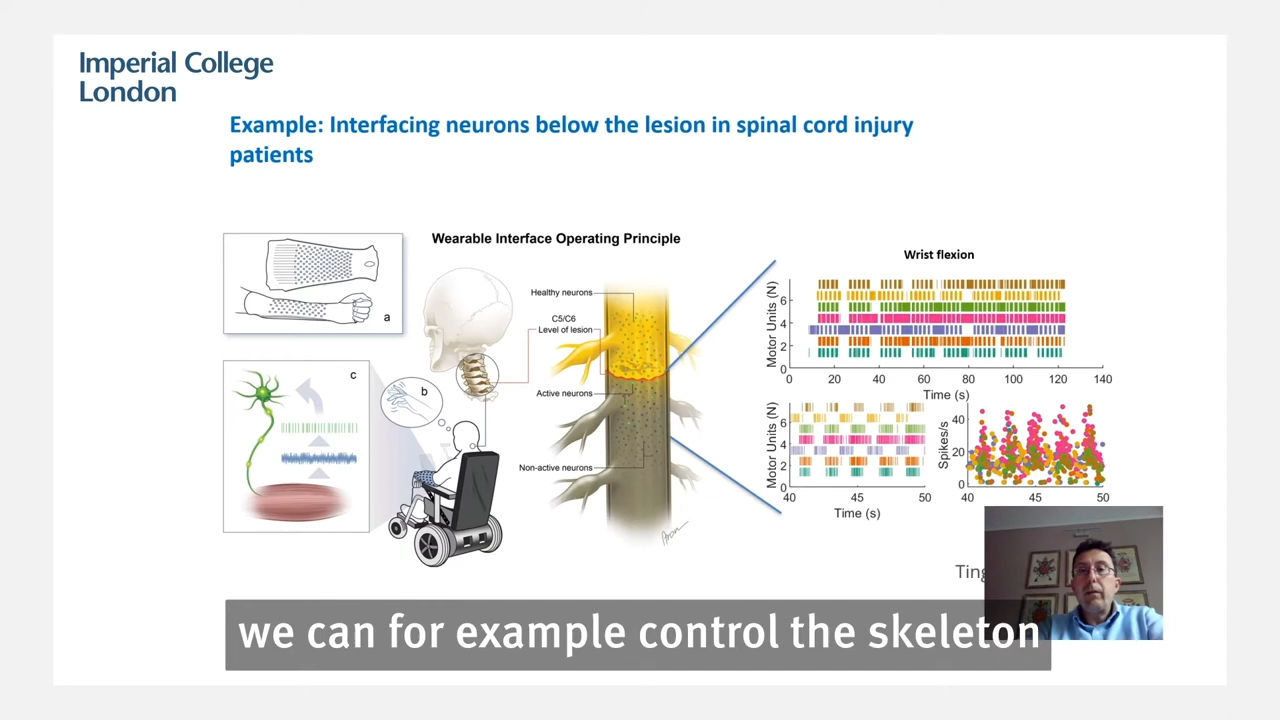 Imperial College
London
Example: Interfacing neurons below the lesion in spinal cord injury
patients
a
Wearable Interface Operating Principle
Healthy neurons
C5/C6
Level of lesion
Active neurons
Non-active neurons
c
b
Wrist flexion
Motor Units (N)
6
4
2
0
0
20
40
60
80
100
120
140
Time (s)
Motor Units (N)
6
4
2
0
40
45
50
Time (s)
Spikes/s
40
20
0
40
45
50
Ting
we can for example control the skeleton